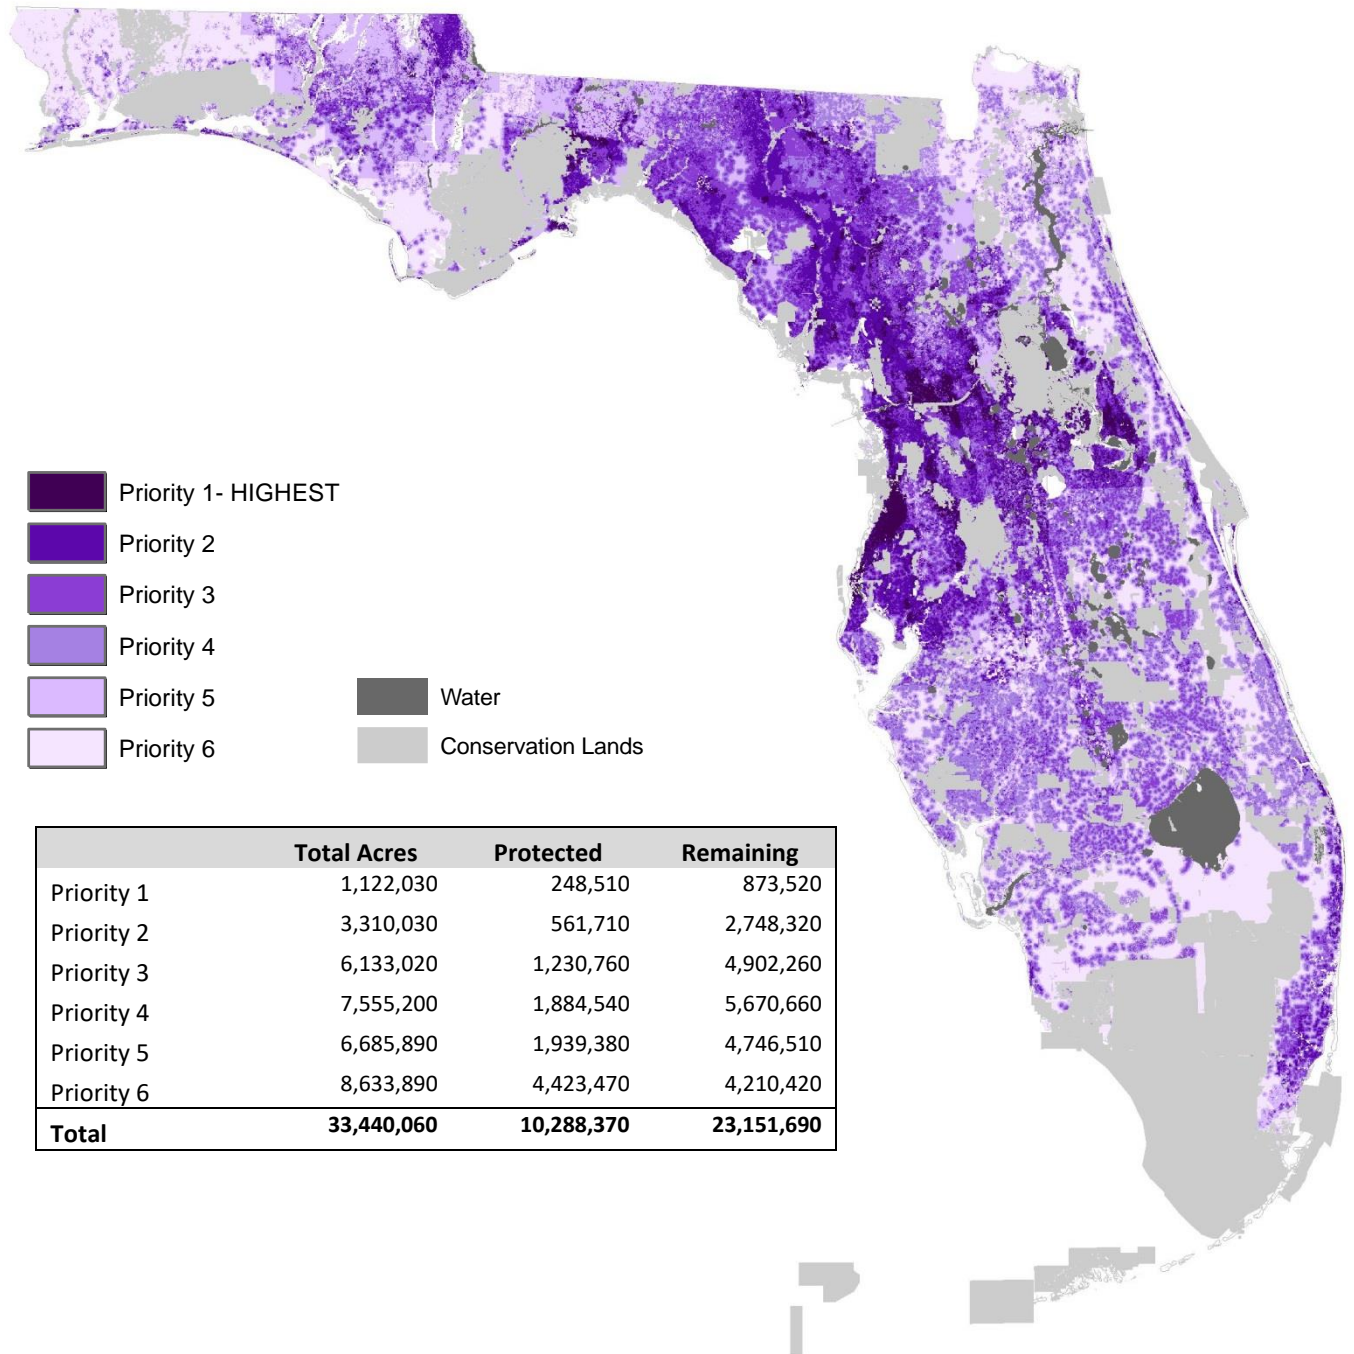 Priority 1- HIGHEST
Priority 2
Priority 3
Priority 4
Priority 5
Priority 6
Water
Conservation Lands
Total Acres Protected Remaining
Priority 1 1,122,030 248,510 873,520
Priority 2 3,310,030 561,710 2,748,320
Priority 3 6,133,020 1,230,760 4,902,260
Priority 4 7,555,200 1,884,540 5,670,660
Priority 5 6,685,890 1,939,380 4,746,510
Priority 6 8,633,890 4,423,470 4,210,420
Total 33,440,060 10,288,370 23,151,690